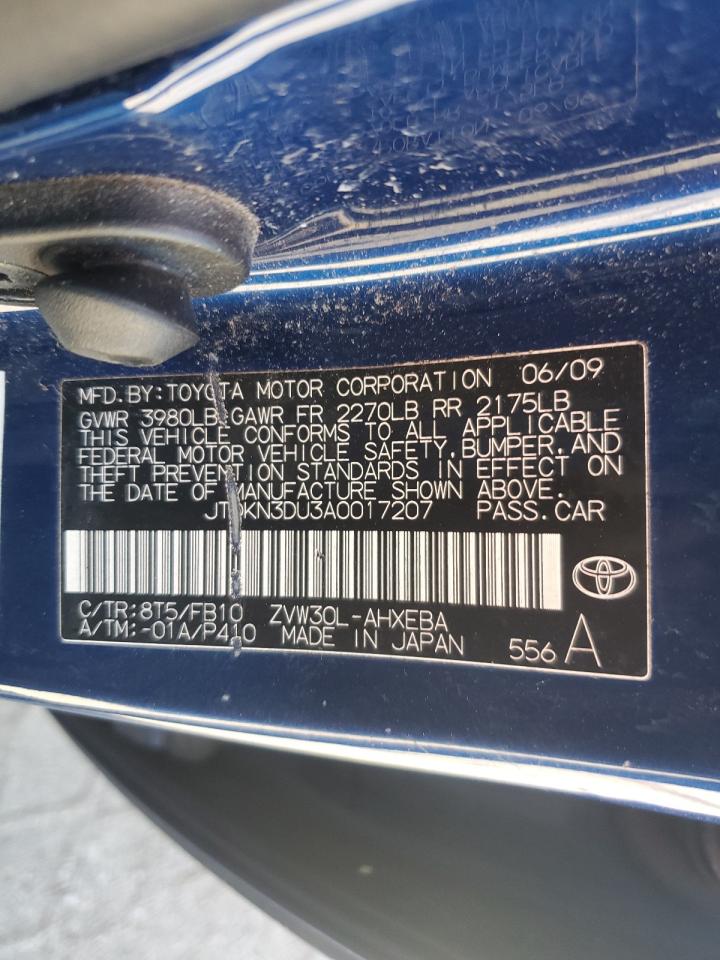 MFD.BY:TOYOTA MOTOR CORPORATION 06/09
GVWR 3980LB GAWR FR 2270LB RR 2175LB
THIS VEHICLE CONFORMS TO ALL APPLICABLE
FEDERAL MOTOR VEHICLE SAFETY,BUMPER,AND
THEFT PREVENTION STANDARDS IN EFFECT ON
THE DATE OF MANUFACTURE SHOWN ABOVE.
JTDKN3DU3A0017207 PASS.CAR
C/TR:8T5/FB10 ZVW30L-AHXEBA
A/TM:-01A/P410 MADE IN JAPAN 556 A